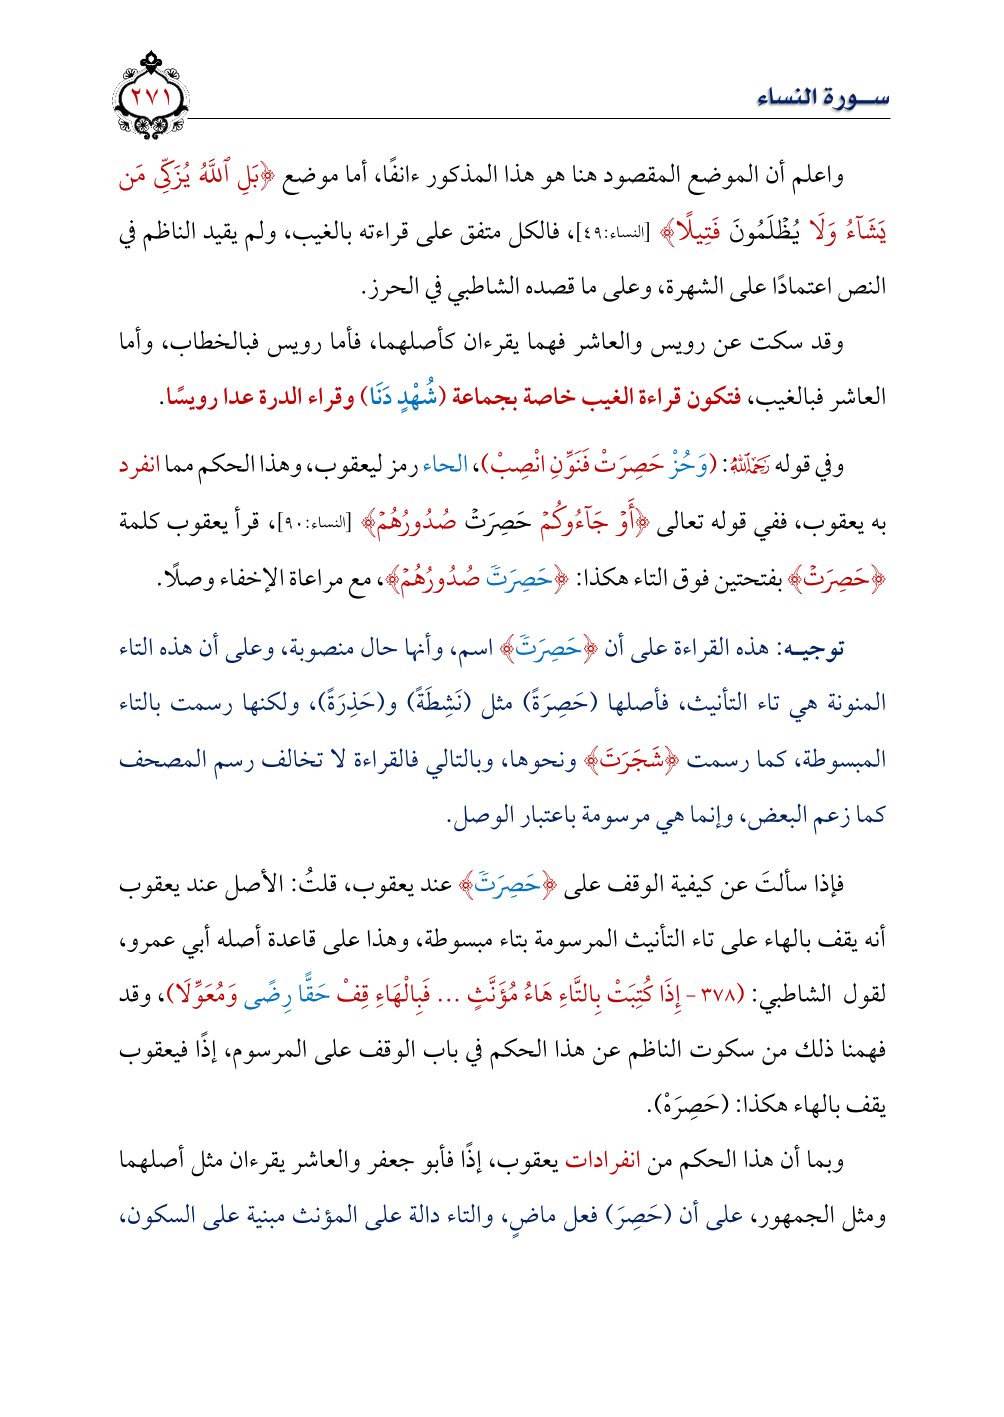 سـورة النساء
٢٧١
واعلم أن الموضع المقصود هنا هو هذا المذكور ءانفًا، أما موضع ﴿بَلِ ٱللَّهُ يُزَكِّى مَن
يَشَآءُ وَلَا يُظۡلَمُونَ فَتِيلًا﴾ [النساء:٤٩]، فالكل متفق على قراءته بالغيب، ولم يقيد الناظم في
النص اعتمادًا على الشهرة، وعلى ما قصده الشاطبي في الحرز.
وقد سكت عن رويس والعاشر فهما يقرءان كأصلهما، فأما رويس فبالخطاب، وأما
العاشر فبالغيب، فتكون قراءة الغيب خاصة بجماعة (شُهْدٍ دَنَا) وقراء الدرة عدا رويسًا.
وفي قوله رَحِمَهُ اللَّهُ: (وَحُزْ حَصِرَتْ فَنَوِّنِ انْصِبْ)، الحاء رمز ليعقوب، وهذا الحكم مما انفرد
به يعقوب، ففي قوله تعالى ﴿أَوۡ جَآءُوكُمۡ حَصِرَتۡ صُدُورُهُمۡ﴾ [النساء:٩٠]، قرأ يعقوب كلمة
﴿حَصِرَتۡ﴾ بفتحتين فوق التاء هكذا: ﴿حَصِرَتٗ صُدُورُهُمۡ﴾، مع مراعاة الإخفاء وصلًا.
توجيـه: هذه القراءة على أن ﴿حَصِرَتٗ﴾ اسم، وأنها حال منصوبة، وعلى أن هذه التاء
المنونة هي تاء التأنيث، فأصلها (حَصِرَةً) مثل (نَشِطَةً) و(حَذِرَةً)، ولكنها رسمت بالتاء
المبسوطة، كما رسمت ﴿شَجَرَتَ﴾ ونحوها، وبالتالي فالقراءة لا تخالف رسم المصحف
كما زعم البعض، وإنما هي مرسومة باعتبار الوصل.
فإذا سألتَ عن كيفية الوقف على ﴿حَصِرَتٗ﴾ عند يعقوب، قلتُ: الأصل عند يعقوب
أنه يقف بالهاء على تاء التأنيث المرسومة بتاء مبسوطة، وهذا على قاعدة أصله أبي عمرو،
لقول الشاطبي: (٣٧٨ - إِذَا كُتِبَتْ بِالتَّاءِ هَاءُ مُؤَنَّثٍ ... فَبِالْهَاءِ قِفْ حَقًّا رِضًى وَمُعَوِّلَا)، وقد
فهمنا ذلك من سكوت الناظم عن هذا الحكم في باب الوقف على المرسوم، إذًا فيعقوب
يقف بالهاء هكذا: (حَصِرَهْ).
وبما أن هذا الحكم من انفرادات يعقوب، إذًا فأبو جعفر والعاشر يقرءان مثل أصلهما
ومثل الجمهور، على أن (حَصِرَ) فعل ماضٍ، والتاء دالة على المؤنث مبنية على السكون،